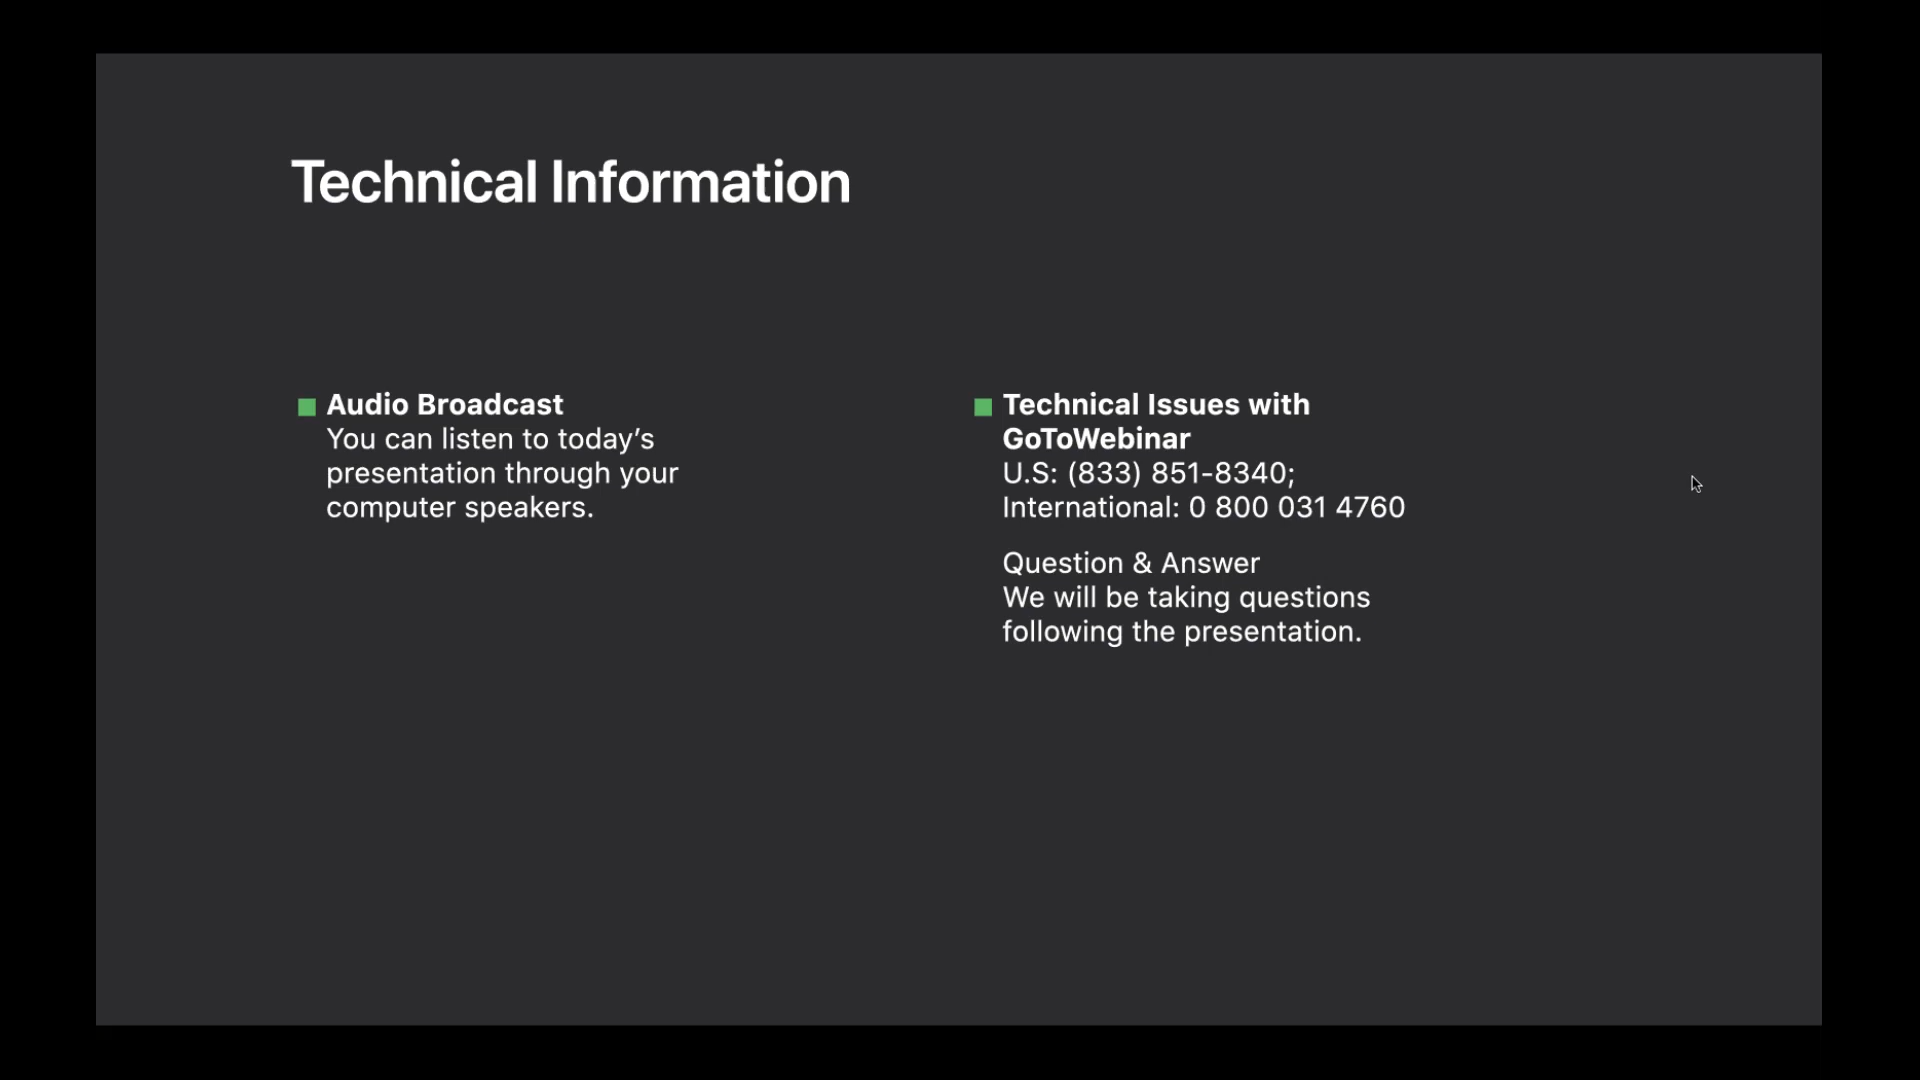 Technical Information
Audio Broadcast
You can listen to today’s
presentation through your
computer speakers.
Technical Issues with
GoToWebinar
U.S: (833) 851-8340;
International: 0 800 031 4760
Question & Answer
We will be taking questions
following the presentation.